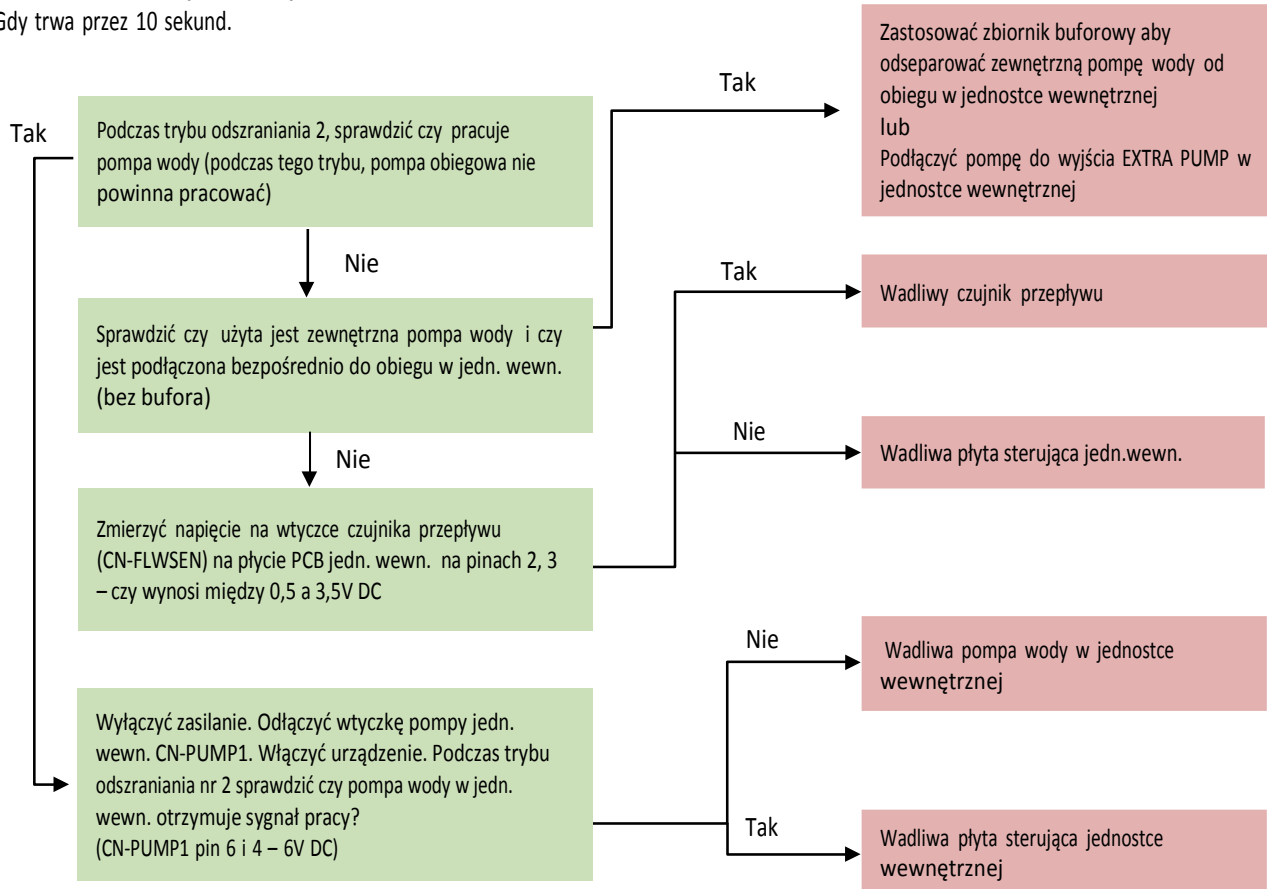 Gdy trwa przez 10 sekund.
Tak
Podczas trybu odszraniania 2, sprawdzić czy pracuje
pompa wody (podczas tego trybu, pompa obiegowa nie
powinna pracować)
Nie
Sprawdzić czy użyta jest zewnętrzna pompa wody i czy
jest podłączona bezpośrednio do obiegu w jedn. wewn.
(bez bufora)
Nie
Zmierzyć napięcie na wtyczce czujnika przepływu
(CN-FLWSEN) na płycie PCB jedn. wewn. na pinach 2, 3
– czy wynosi między 0,5 a 3,5V DC
Wyłączyć zasilanie. Odłączyć wtyczkę pompy jedn.
wewn. CN-PUMP1. Włączyć urządzenie. Podczas trybu
odszraniania nr 2 sprawdzić czy pompa wody w jedn.
wewn. otrzymuje sygnał pracy?
(CN-PUMP1 pin 6 i 4 – 6V DC)
Tak
Zastosować zbiornik buforowy aby
odseparować zewnętrzną pompę wody od
obiegu w jednostce wewnętrznej
lub
Podłączyć pompę do wyjścia EXTRA PUMP w
jednostce wewnętrznej
Tak
Wadliwy czujnik przepływu
Nie
Wadliwa płyta sterująca jedn.wewn.
Nie
Wadliwa pompa wody w jednostce
wewnętrznej
Tak
Wadliwa płyta sterująca jednostce
wewnętrznej